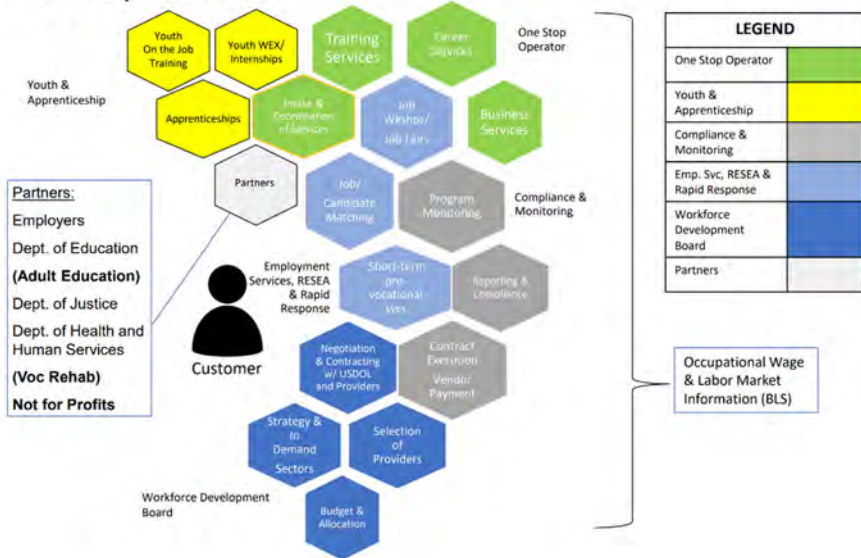 Youth
On the Job
Training
Youth WEX/
Internships
Training
Services
Career
Services
One Stop
Operator
Youth &
Apprenticeship
Apprenticeships
Intake &
Coordination
of Services
Job
Wkshps/
Job Fairs
Business
Services
Partners
Job/
Candidate
Matching
Program
Monitoring
Compliance &
Monitoring
Partners:
Employers
Dept. of Education
(Adult Education)
Dept. of Justice
Dept. of Health and
Human Services
(Voc Rehab)
Not for Profits
Customer
Employment
Services, RESEA
& Rapid
Response
Short-term
pre-
vocational
svcs
Reporting &
Compliance
Negotiation
& Contracting
w/ USDOL
and Providers
Contract
Execution
Vendor
Payment
Strategy &
In
Demand
Sectors
Selection
of
Providers
Workforce Development
Board
Budget &
Allocation
LEGEND
One Stop Operator
Youth &
Apprenticeship
Compliance &
Monitoring
Emp. Svc, RESEA &
Rapid Response
Workforce
Development
Board
Partners
Occupational Wage
& Labor Market
Information (BLS)